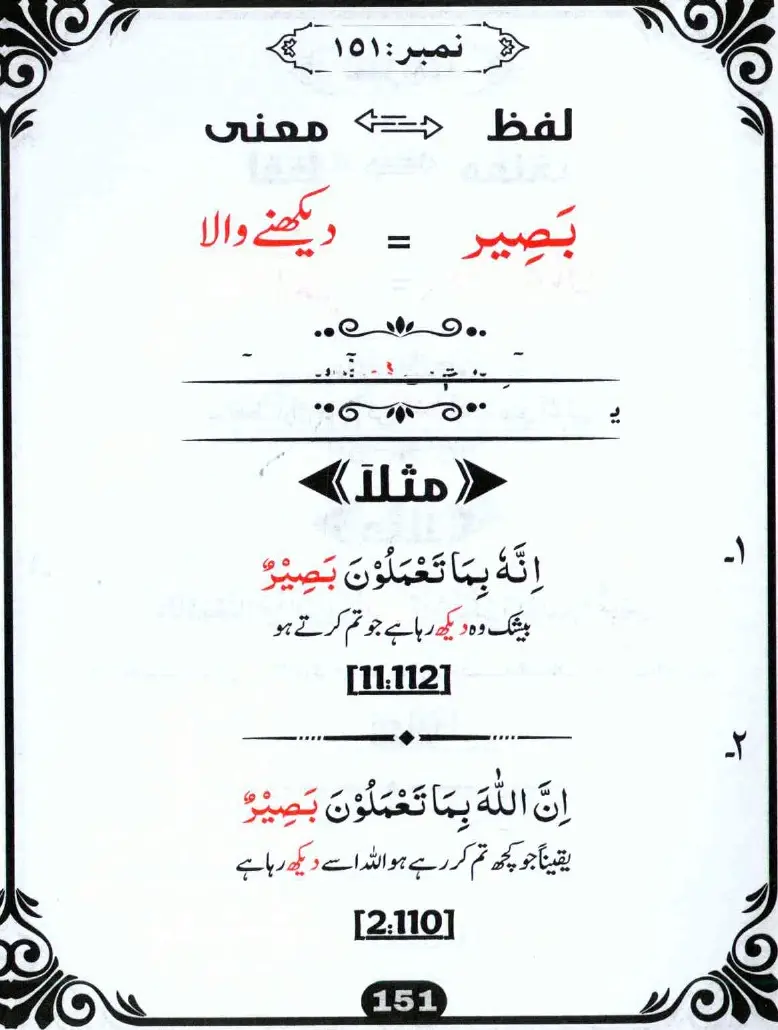 نمبر: ۱۵۱
لفظ ⇐⇒ معنی
بَصِیر = دیکھنے والا
مثلاً
۱۔
اِنَّهٗ بِمَا تَعْمَلُوْنَ بَصِیْرٌ
بیشک وہ دیکھ رہا ہے جو تم کرتے ہو
[11:112]
۲۔
اِنَّ اللّٰهَ بِمَا تَعْمَلُوْنَ بَصِیْرٌ
یقیناً جو کچھ تم کر رہے ہو اللہ اسے دیکھ رہا ہے
[2:110]
151